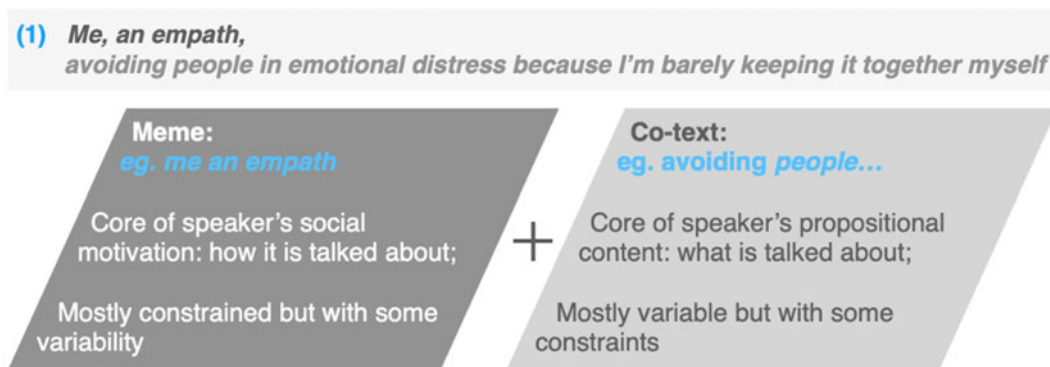 (1) Me, an empath,
avoiding people in emotional distress because I'm barely keeping it together myself
Meme:
eg. me an empath
Core of speaker's social
motivation: how it is talked about;
Mostly constrained but with some
variability
+
Co-text:
eg. avoiding people...
Core of speaker's propositional
content: what is talked about;
Mostly variable but with some
constraints